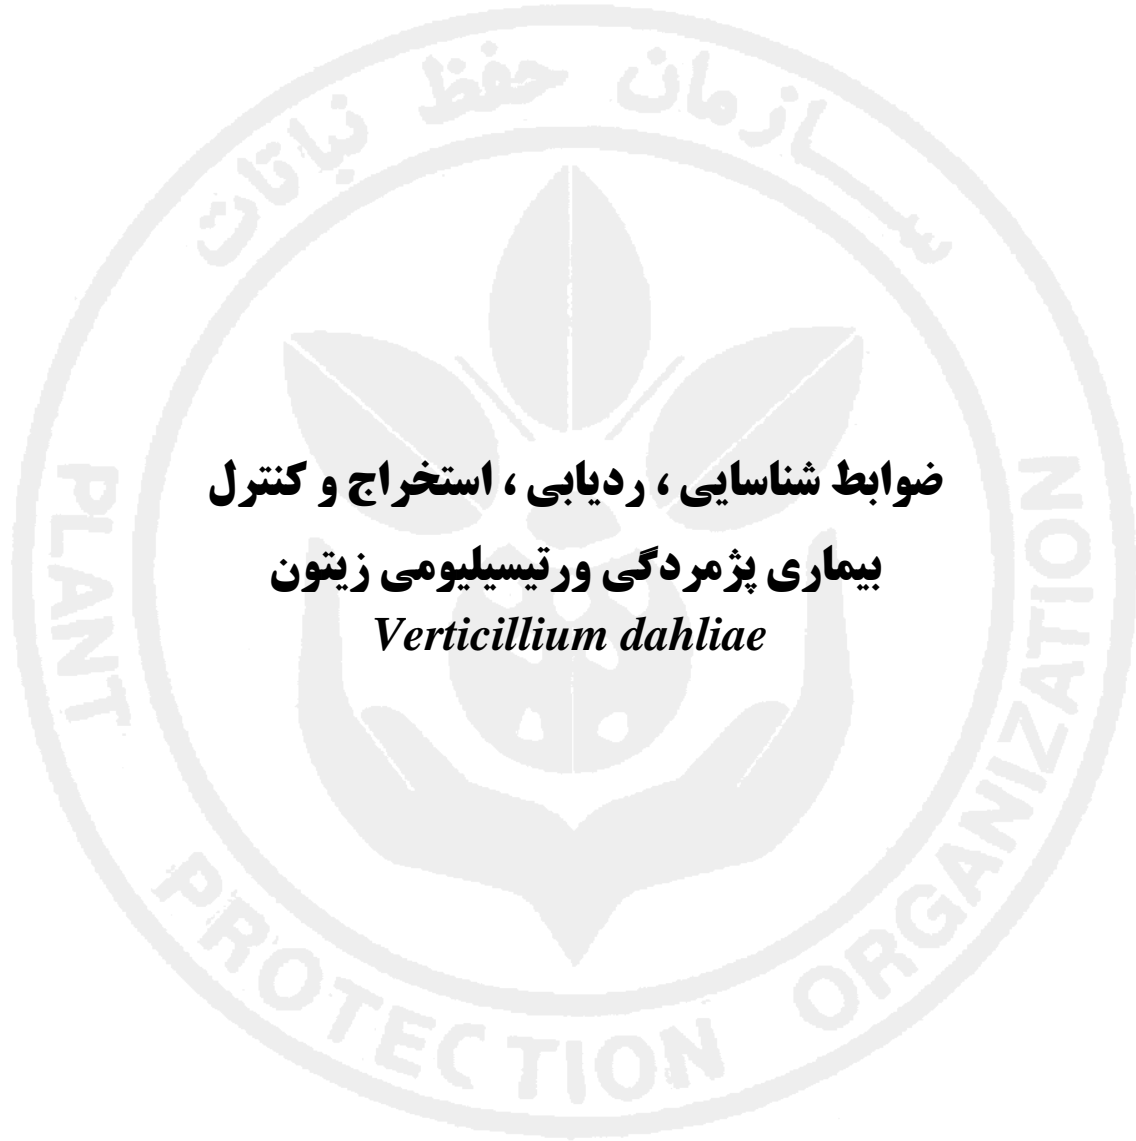 سازمان حفظ نباتات
ضوابط شناسایی ، ردیابی ، استخراج و کنترل
بیماری پژمردگی ورتیسیلیومی زیتون
Verticillium dahliae
PLANT PROTECTION ORGANIZATION